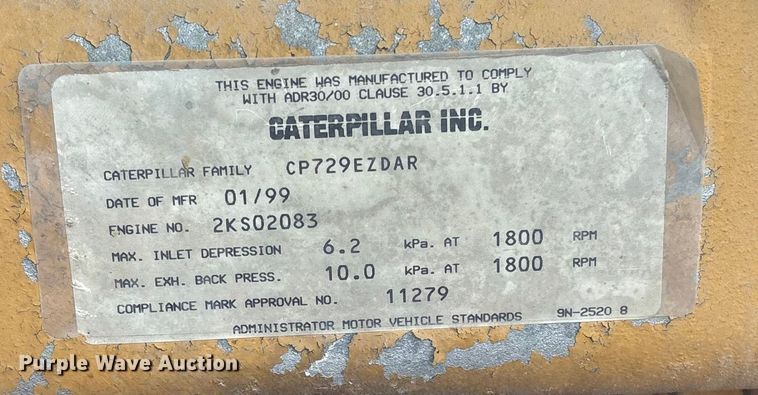 THIS ENGINE WAS MANUFACTURED TO COMPLY
WITH ADR30/00 CLAUSE 30.5.1.1 BY
CATERPILLAR INC.
CATERPILLAR FAMILY CP729EZDAR
DATE OF MFR 01/99
ENGINE NO. 2KS02083
MAX. INLET DEPRESSION 6.2 kPa. AT 1800 RPM
MAX. EXH. BACK PRESS. 10.0 kPa. AT 1800 RPM
COMPLIANCE MARK APPROVAL NO. 11279
ADMINISTRATOR MOTOR VEHICLE STANDARDS 9N-2520 8
Purple Wave Auction